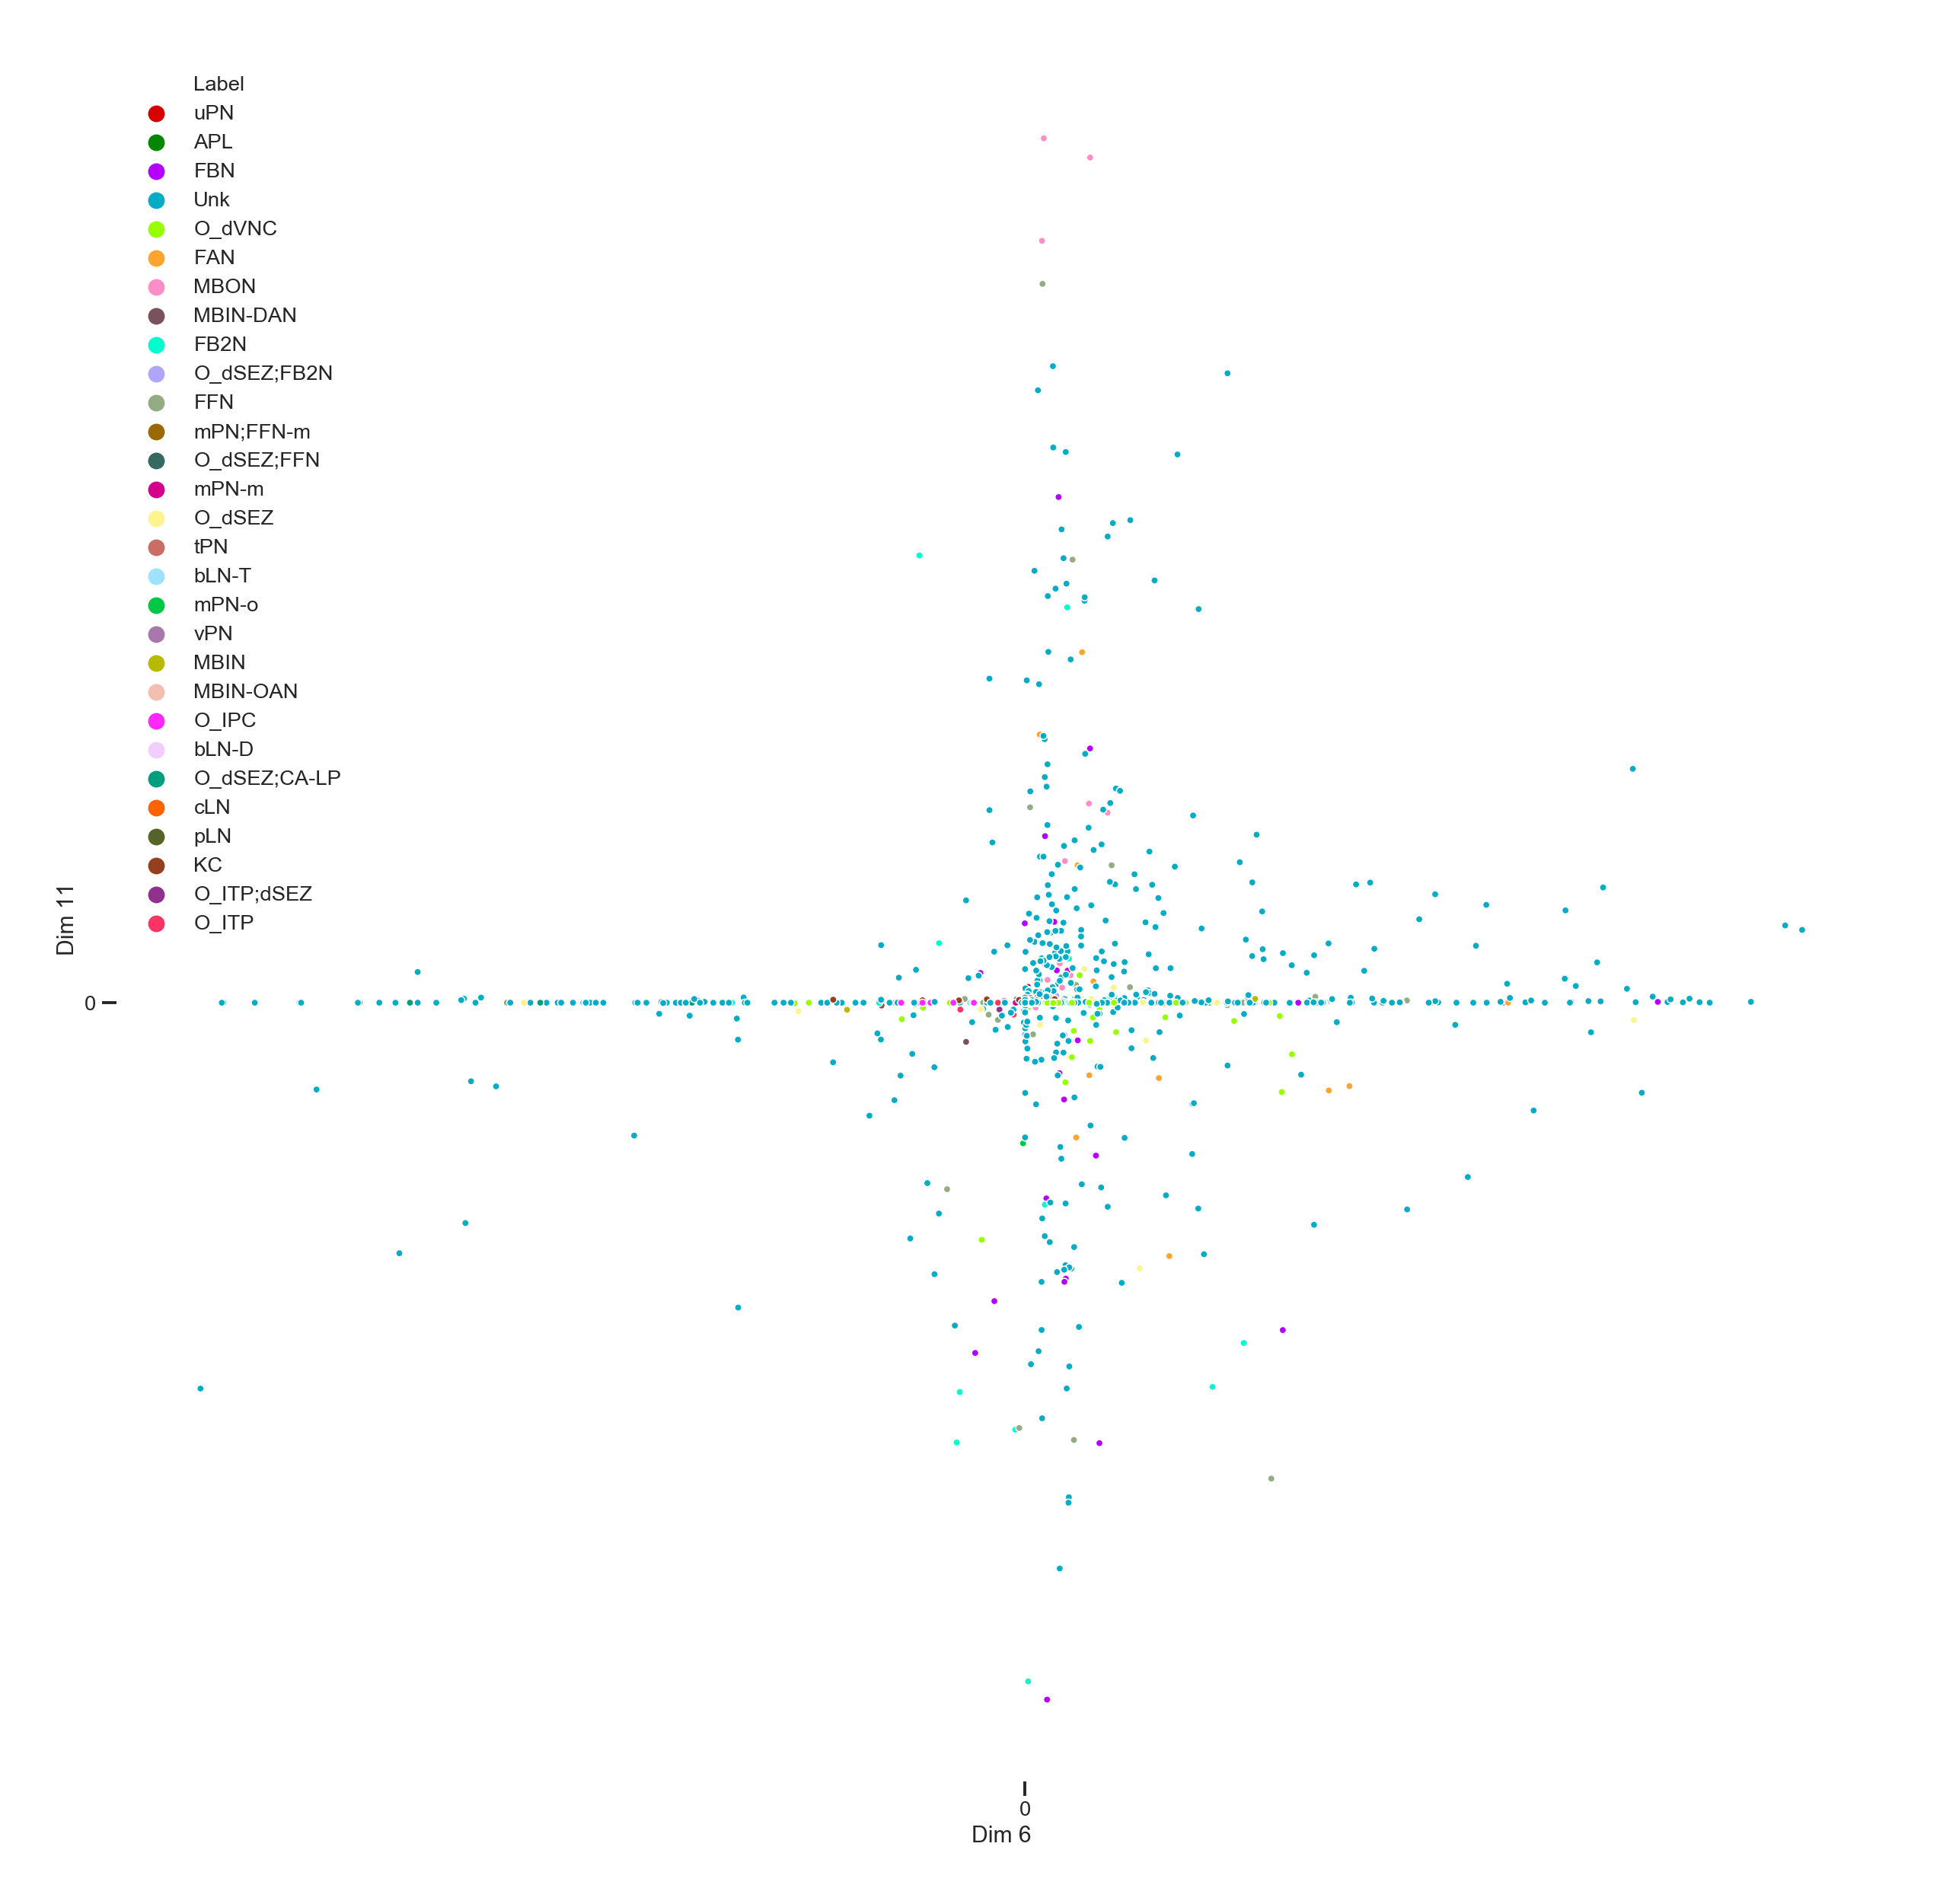 Label
uPN
APL
FBN
Unk
O_dVNC
FAN
MBON
MBIN-DAN
FB2N
O_dSEZ;FB2N
FFN
mPN;FFN-m
O_dSEZ;FFN
mPN-m
O_dSEZ
tPN
bLN-T
mPN-o
vPN
MBIN
MBIN-OAN
O_IPC
bLN-D
O_dSEZ;CA-LP
cLN
pLN
KC
O_ITP;dSEZ
O_ITP
Dim 11
0
0
Dim 6